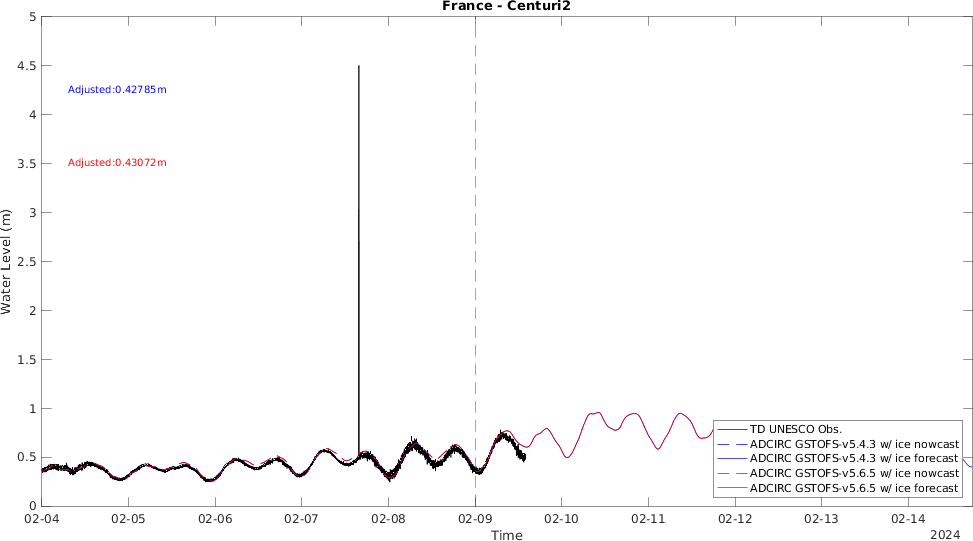 France - Centuri2
5
4.5
4
3.5
3
2.5
2
1.5
1
0.5
0
Water Level (m)
Adjusted:0.42785m
Adjusted:0.43072m
TD UNESCO Obs.
ADCIRC GSTOFS-v5.4.3 w/ ice nowcast
ADCIRC GSTOFS-v5.4.3 w/ ice forecast
ADCIRC GSTOFS-v5.6.5 w/ ice nowcast
ADCIRC GSTOFS-v5.6.5 w/ ice forecast
02-04 02-05 02-06 02-07 02-08 02-09 02-10 02-11 02-12 02-13 02-14
Time
2024